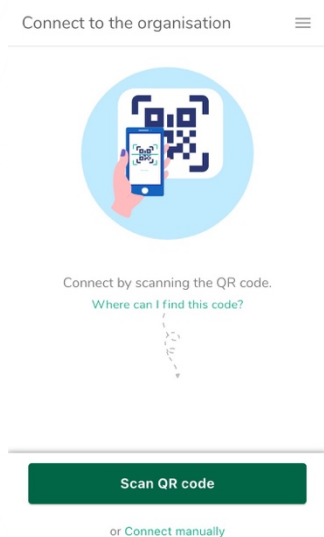 Connect to the organisation
Connect by scanning the QR code.
Where can I find this code?
Scan QR code
or Connect manually